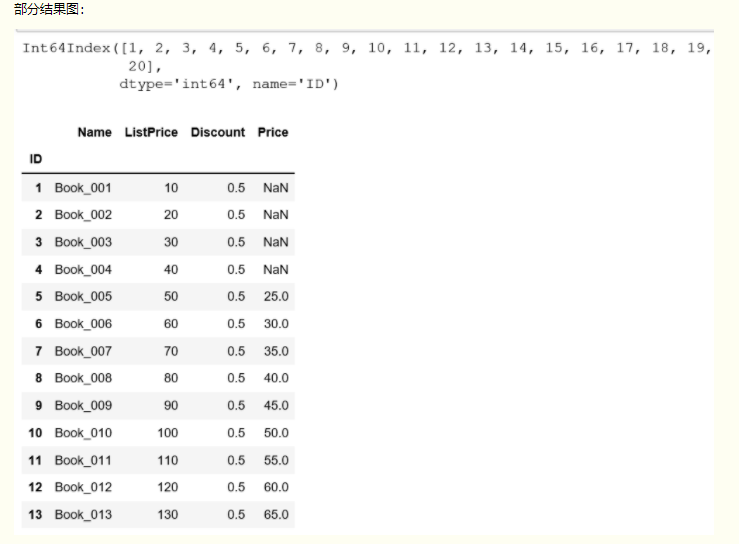 部分结果图：
Int64Index([1, 2, 3, 4, 5, 6, 7, 8, 9, 10, 11, 12, 13, 14, 15, 16, 17, 18, 19,
20],
dtype='int64', name='ID')
Name ListPrice Discount Price
ID
1 Book_001 10 0.5 NaN
2 Book_002 20 0.5 NaN
3 Book_003 30 0.5 NaN
4 Book_004 40 0.5 NaN
5 Book_005 50 0.5 25.0
6 Book_006 60 0.5 30.0
7 Book_007 70 0.5 35.0
8 Book_008 80 0.5 40.0
9 Book_009 90 0.5 45.0
10 Book_010 100 0.5 50.0
11 Book_011 110 0.5 55.0
12 Book_012 120 0.5 60.0
13 Book_013 130 0.5 65.0